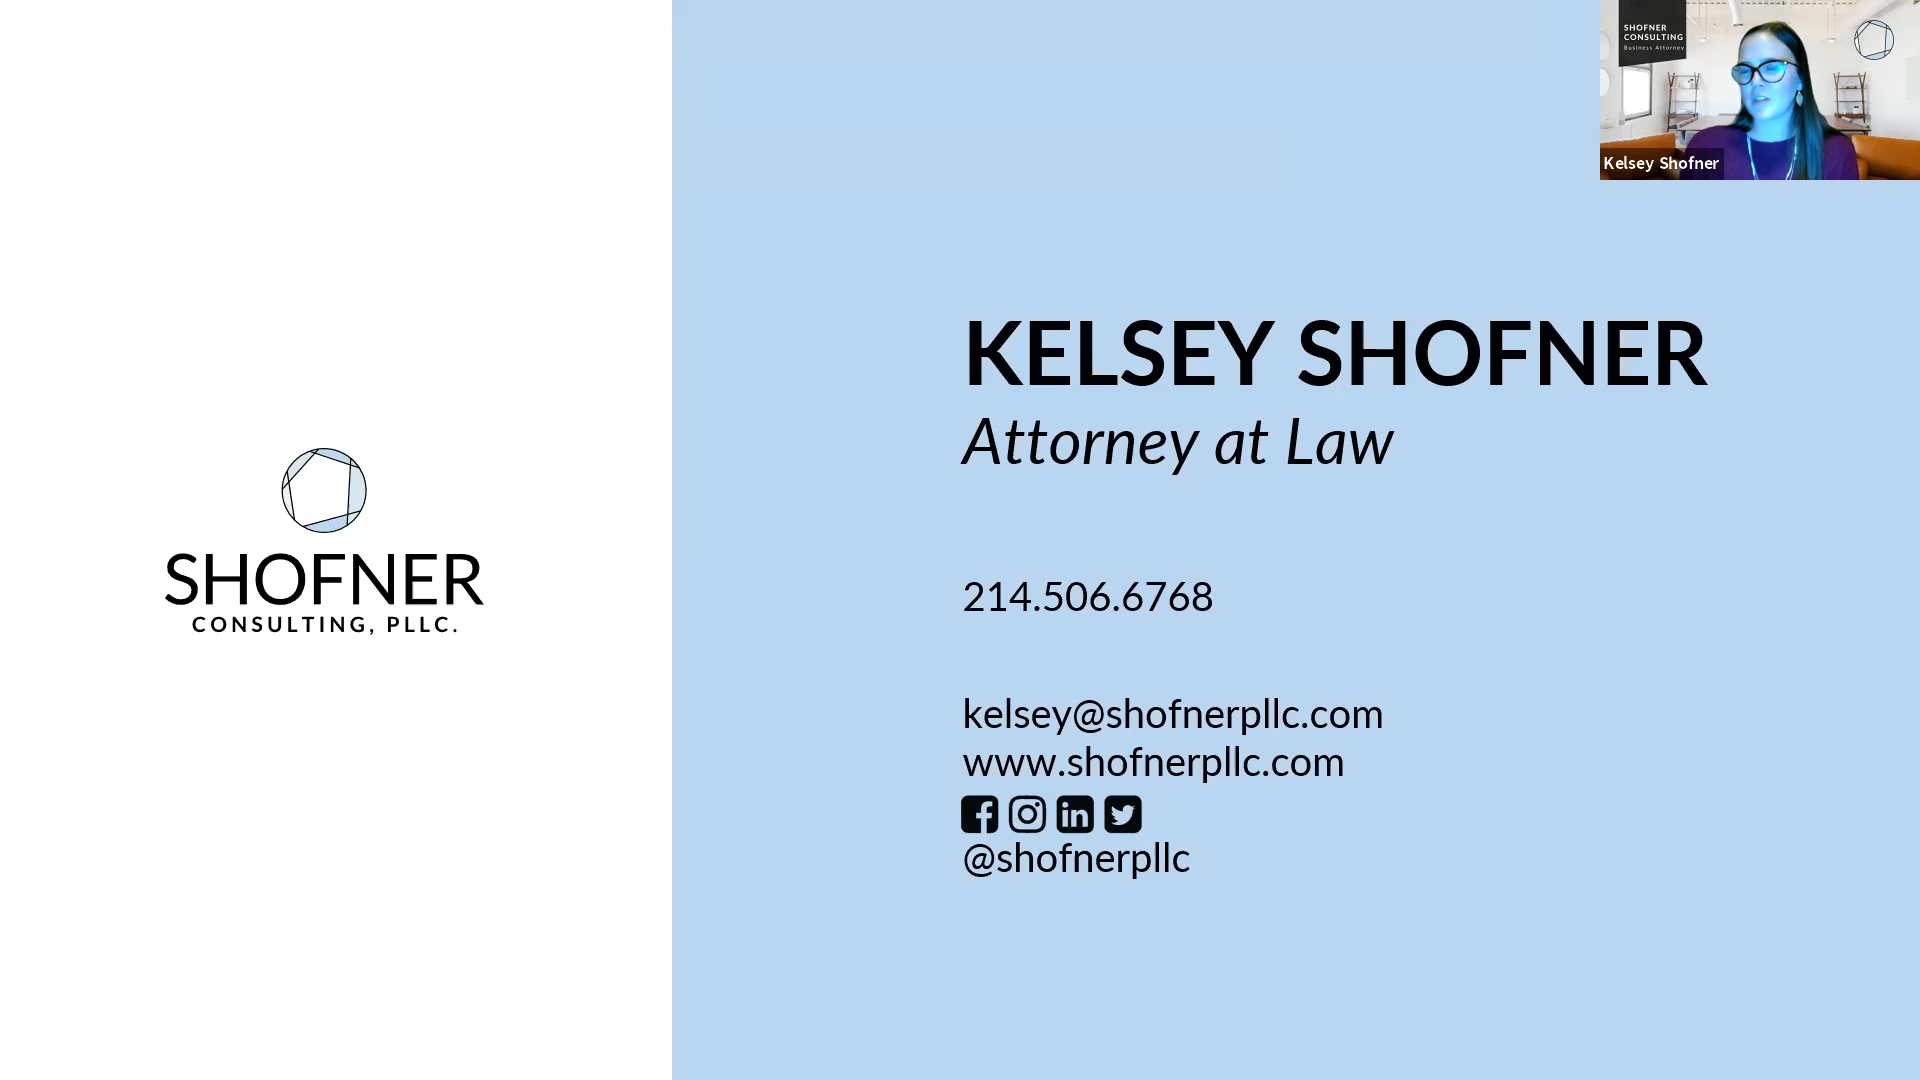 SHOFNER
CONSULTING
Business Attorney
Kelsey Shofner
KELSEY SHOFNER
Attorney at Law
SHOFNER
CONSULTING, PLLC.
214.506.6768
kelsey@shofnerpllc.com
www.shofnerpllc.com
@shofnerpllc